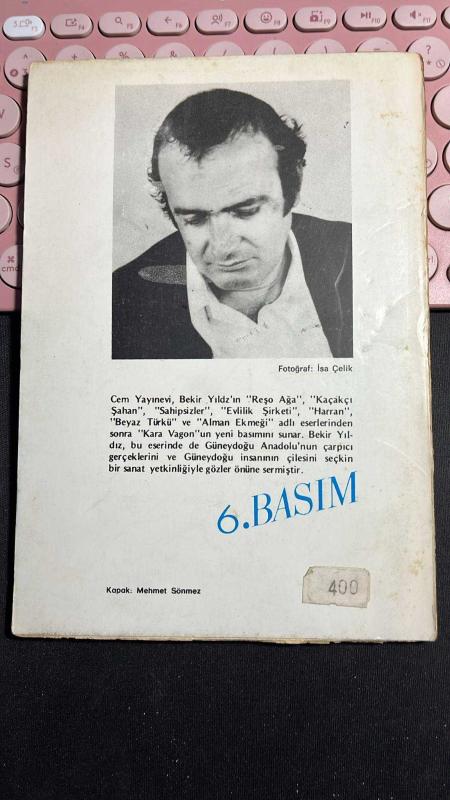 Fotoğraf: İsa Çelik
Cem Yayınevi, Bekir Yıldz'ın "Reşo Ağa", "Kaçakçı
Şahan", "Sahipsizler", "Evlilik Şirketi", "Harran",
"Beyaz Türkü" ve "Alman Ekmeği" adlı eserlerinden
sonra "Kara Vagon"un yeni basımını sunar. Bekir Yıl-
dız, bu eserinde de Güneydoğu Anadolu'nun çarpıcı
gerçeklerini ve Güneydoğu insanının çilesini seçkin
bir sanat yetkinliğiyle gözler önüne sermiştir.
6.BASIM
Kapak: Mehmet Sönmez
400